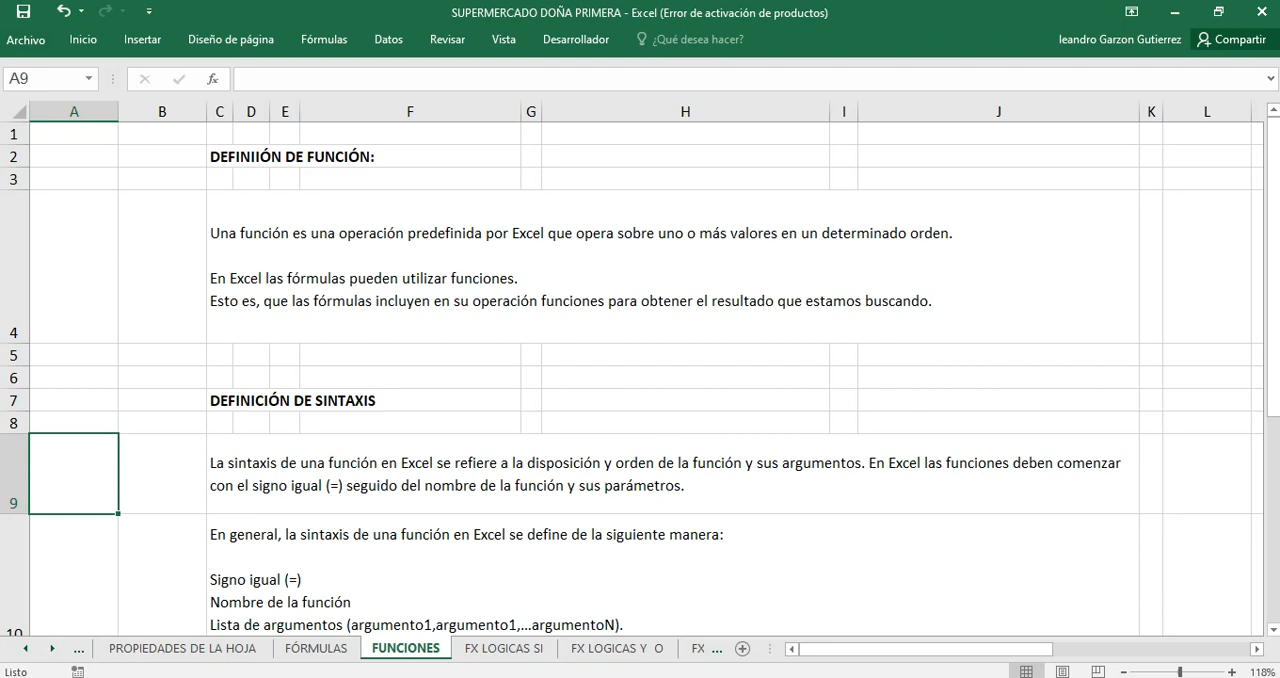 SUPERMERCADO DOÑA PRIMERA - Excel (Error de activación de productos)
Archivo Inicio Insertar Diseño de página Fórmulas Datos Revisar Vista Desarrollador ¿Qué desea hacer? leandro Garzon Gutierrez Compartir
A9 fx
A B C D E F G H I J K L
1
2 DEFINIIÓN DE FUNCIÓN:
3
Una función es una operación predefinida por Excel que opera sobre uno o más valores en un determinado orden.
En Excel las fórmulas pueden utilizar funciones.
Esto es, que las fórmulas incluyen en su operación funciones para obtener el resultado que estamos buscando.
4
5
6
7 DEFINICIÓN DE SINTAXIS
8
La sintaxis de una función en Excel se refiere a la disposición y orden de la función y sus argumentos. En Excel las funciones deben comenzar
con el signo igual (=) seguido del nombre de la función y sus parámetros.
9
En general, la sintaxis de una función en Excel se define de la siguiente manera:
Signo igual (=)
Nombre de la función
Lista de argumentos (argumento1,argumento1,...argumentoN).
10
... PROPIEDADES DE LA HOJA FÓRMULAS FUNCIONES FX LOGICAS SI FX LOGICAS Y O FX ...
Listo 118%